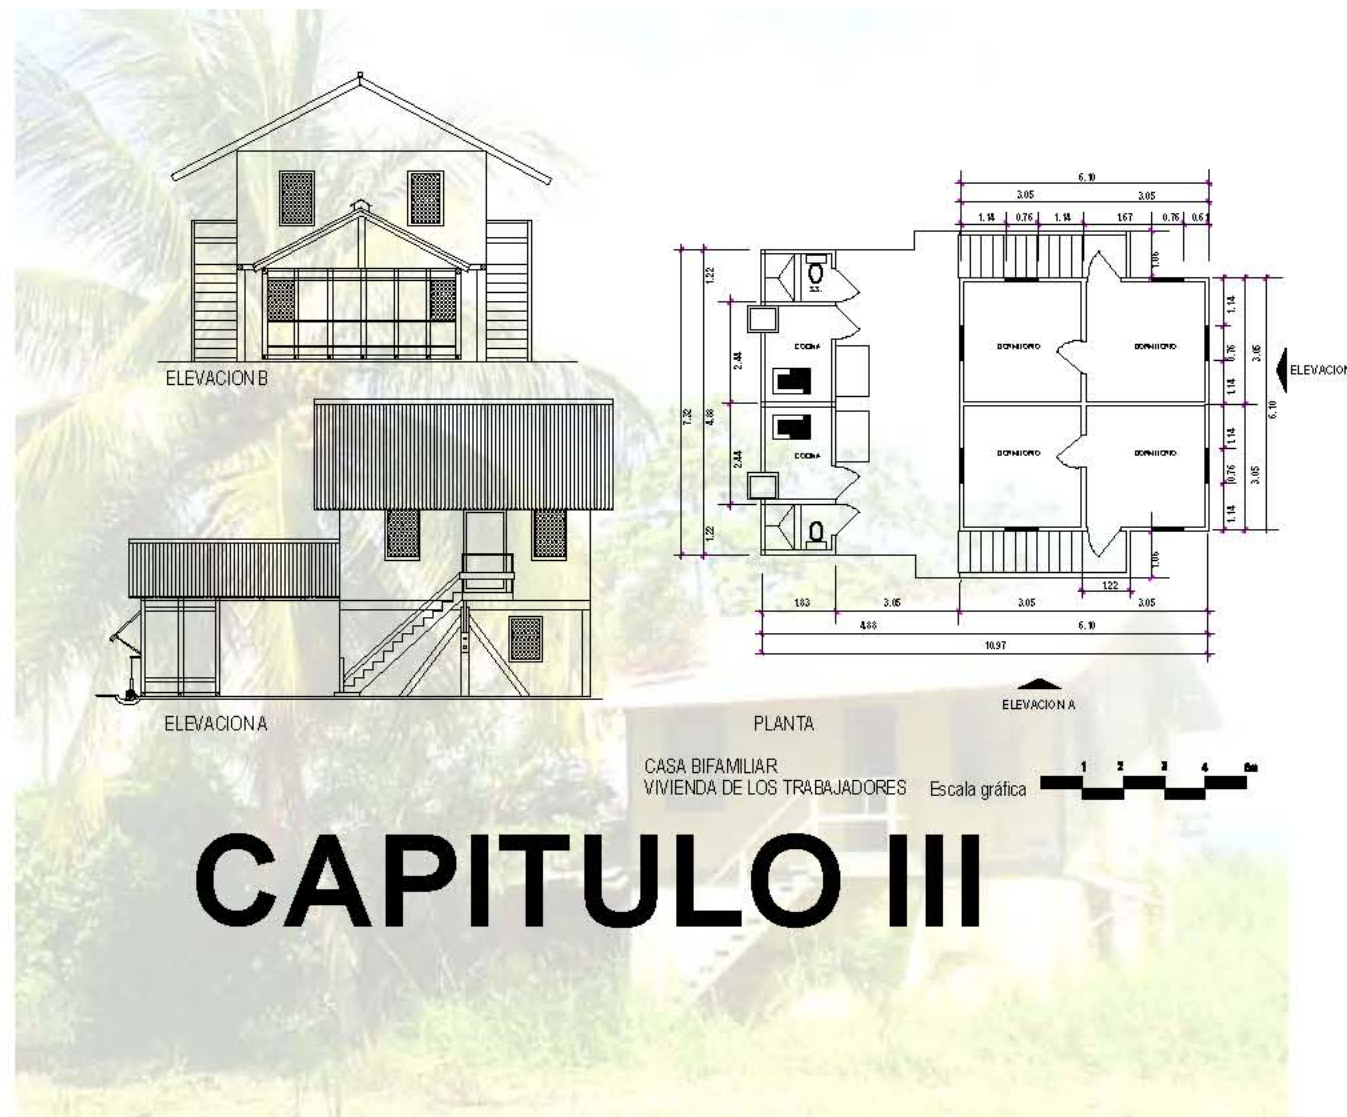 6.10
3.05 3.05
1.14 0.76 1.14 1.67 0.76 0.61
1.06
1.22
S.S.
1.14
COCINA
DORMITORIO
DORMITORIO
2.44
0.76
3.05
ELEVACION
1.14
ELEVACION B
7.32
4.88
6.10
1.14
2.44
COCINA
DORMITORIO
DORMITORIO
0.76
3.05
1.14
1.22
1.06
1.22
1.83 3.05 3.05 3.05
4.88 6.10
10.97
ELEVACION A
ELEVACION A
PLANTA
CASA BIFAMILIAR
VIVIENDA DE LOS TRABAJADORES
Escala gráfica
1 2 3 4 5m
CAPITULO III